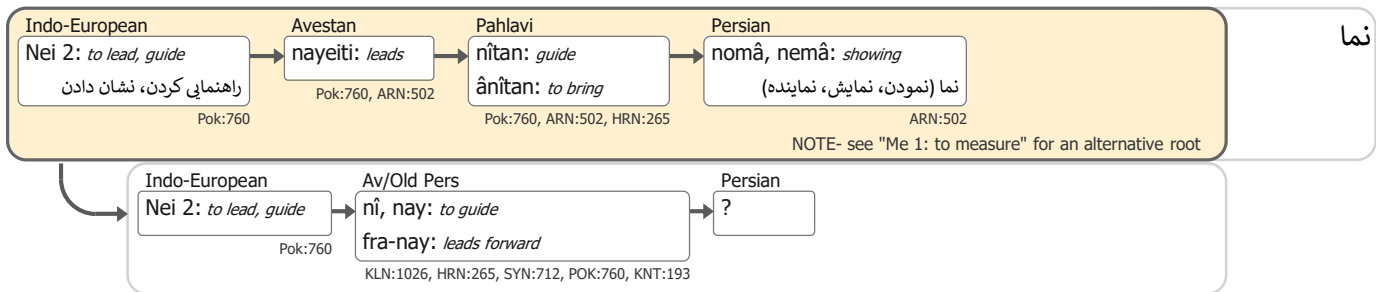 Indo-European
Nei 2: to lead, guide
راهنمایی کردن، نشان دادن
Pok:760
Avestan
nayeiti: leads
Pok:760, ARN:502
Pahlavi
nîtan: guide
ânîtan: to bring
Pok:760, ARN:502, HRN:265
Persian
nomâ, nemâ: showing
نما (نمودن، نمایش، نماینده)
ARN:502
NOTE- see "Me 1: to measure" for an alternative root
نما
Indo-European
Nei 2: to lead, guide
Pok:760
Av/Old Pers
nî, nay: to guide
fra-nay: leads forward
KLN:1026, HRN:265, SYN:712, POK:760, KNT:193
Persian
?